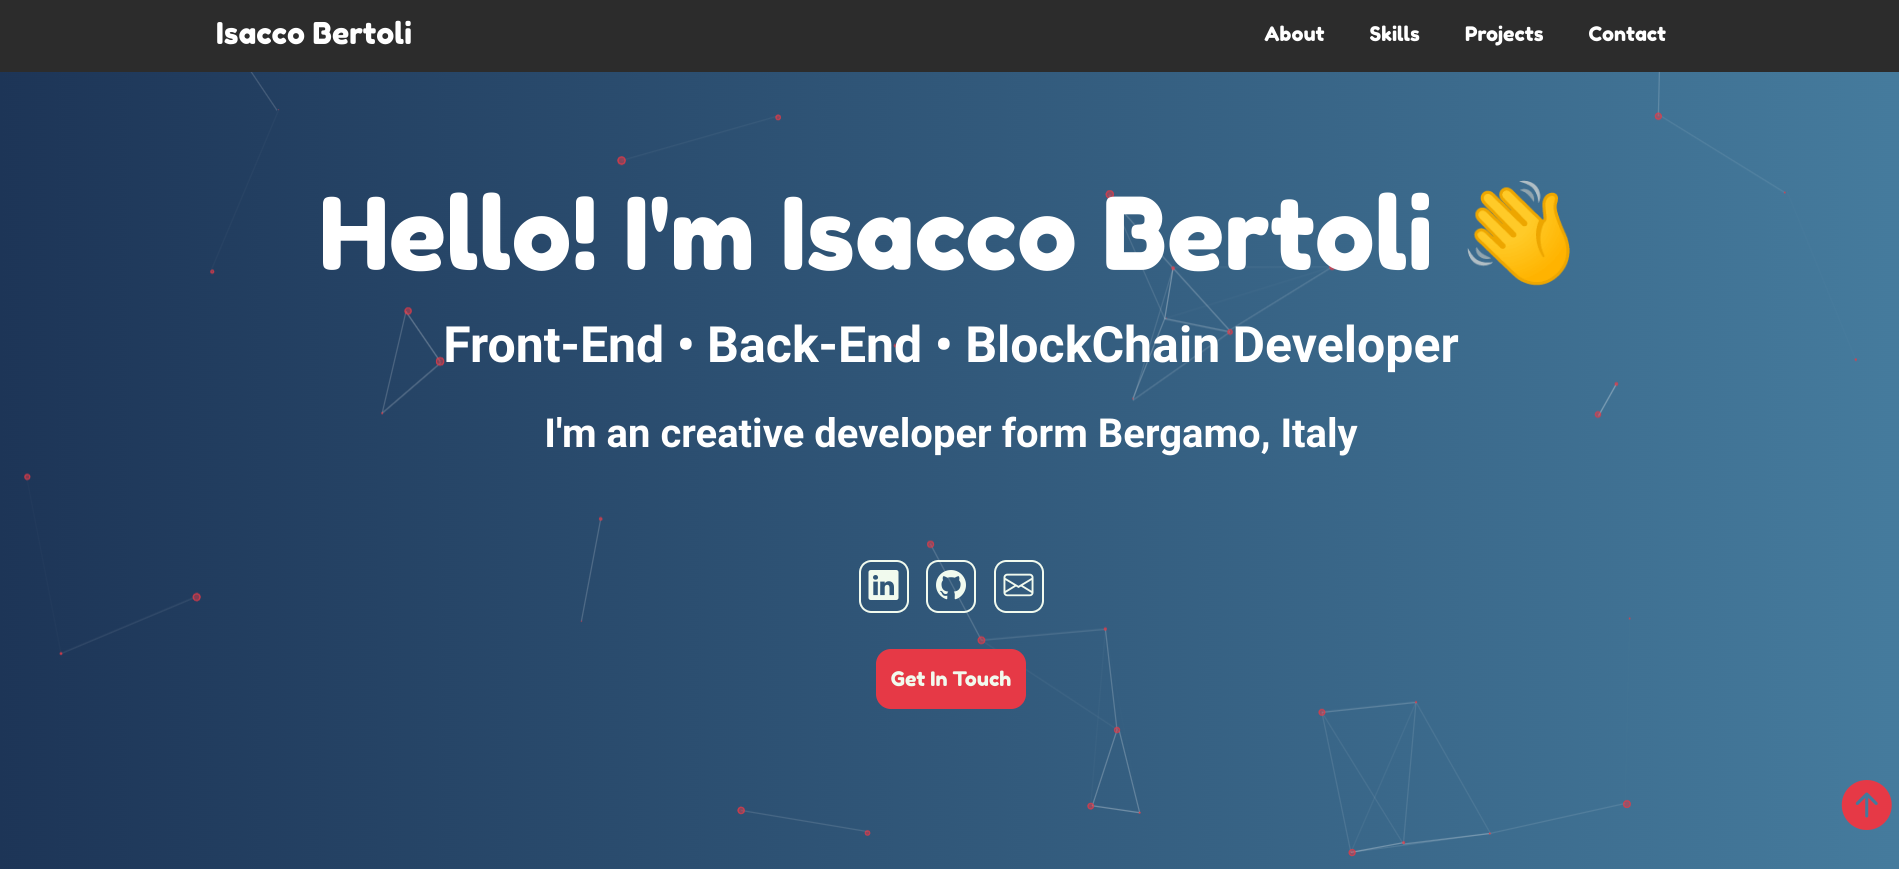 Isacco Bertoli
About Skills Projects Contact
Hello! I'm Isacco Bertoli 👋
Front-End • Back-End • BlockChain Developer
I'm an creative developer form Bergamo, Italy
in
Get In Touch